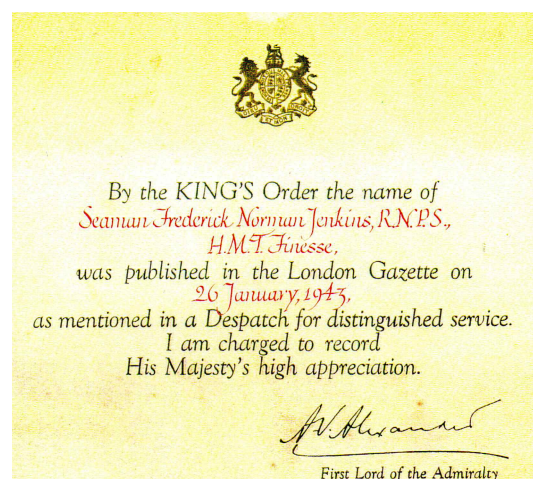 By the KING'S Order the name of
Seaman Frederick Norman Jenkins, R.N.P.S.,
H.M.T. Finesse,
was published in the London Gazette on
26 January, 1943,
as mentioned in a Despatch for distinguished service.
I am charged to record
His Majesty's high appreciation.
A.V. Alexander
First Lord of the Admiralty